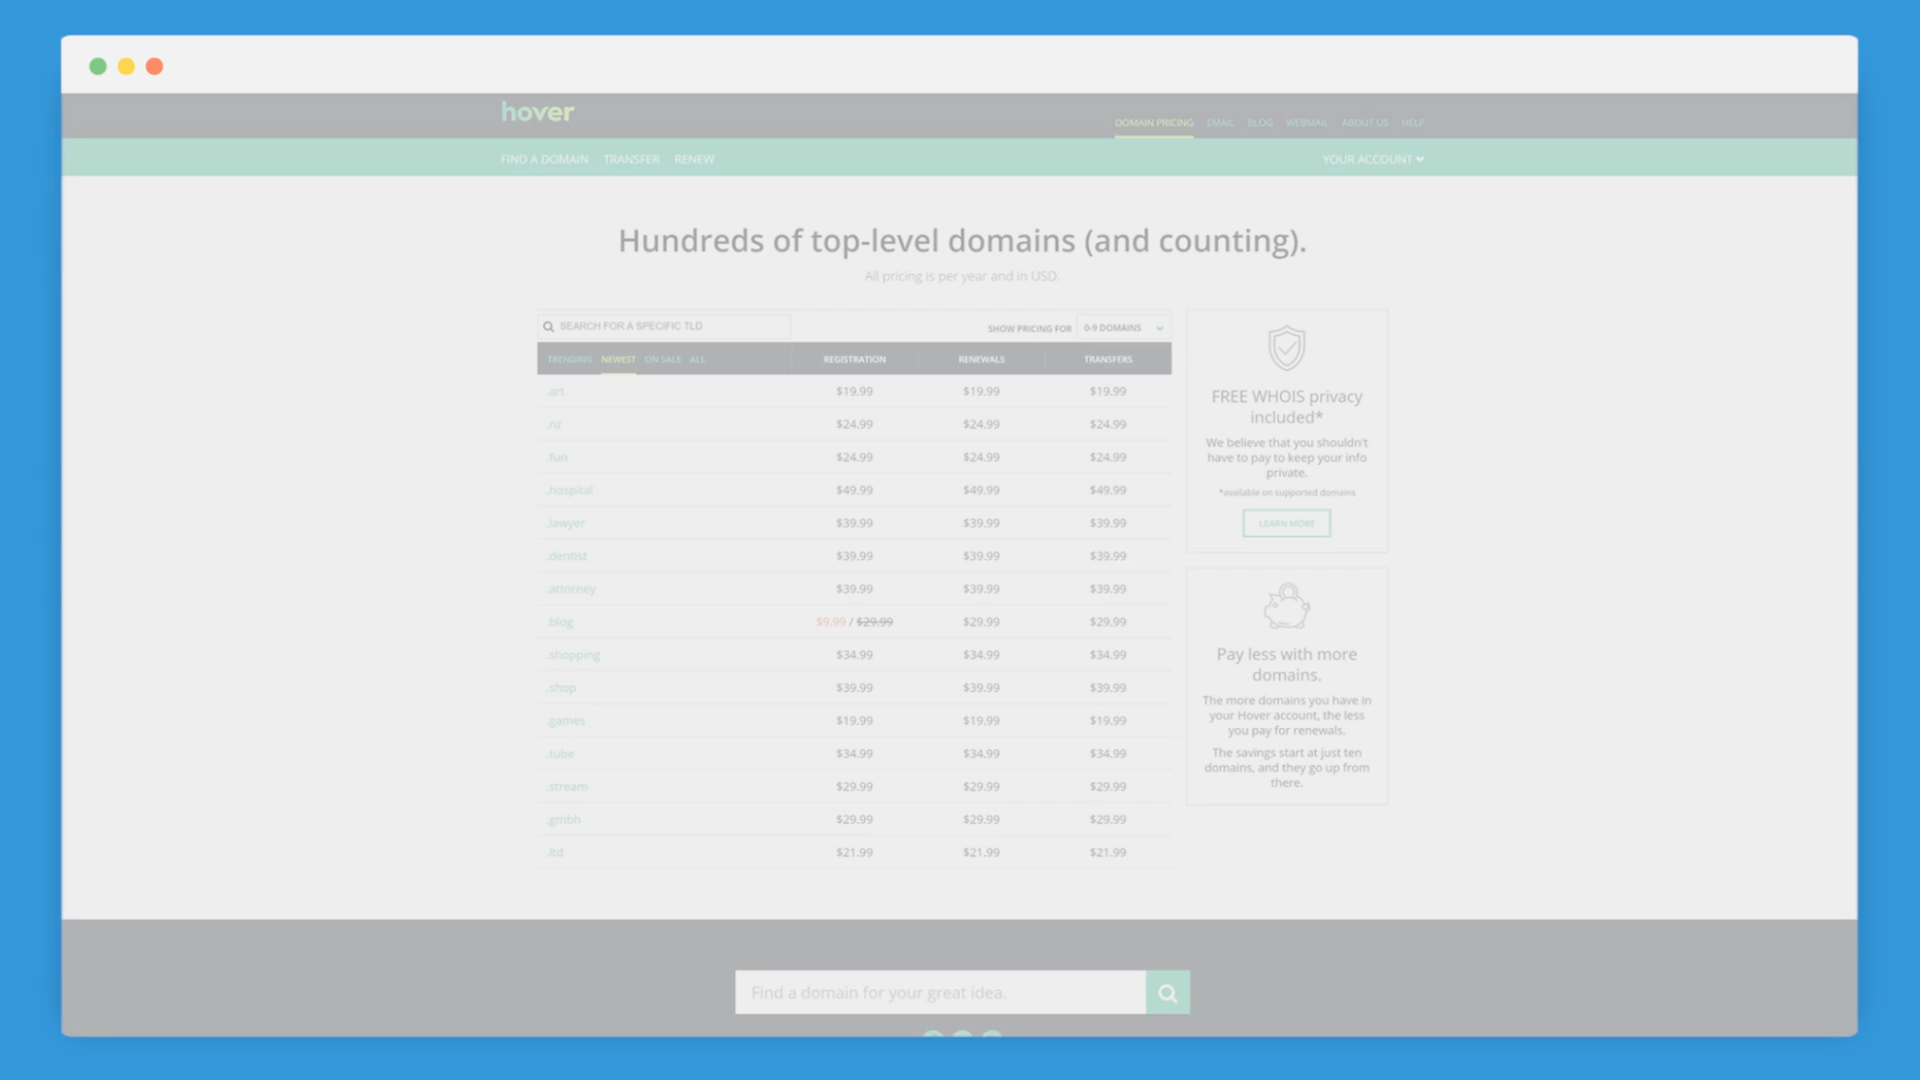 hover
DOMAIN PRICING EMAIL BLOG WEBMAIL ABOUT US HELP
FIND A DOMAIN TRANSFER RENEW YOUR ACCOUNT
Hundreds of top-level domains (and counting).
All pricing is per year and in USD.
SEARCH FOR A SPECIFIC TLD SHOW PRICING FOR 0-9 DOMAINS
TRENDING NEWEST ON SALE ALL REGISTRATION RENEWALS TRANSFERS
.art $19.99 $19.99 $19.99
.nz $24.99 $24.99 $24.99
.fun $24.99 $24.99 $24.99
.hospital $49.99 $49.99 $49.99
.lawyer $39.99 $39.99 $39.99
.dentist $39.99 $39.99 $39.99
.attorney $39.99 $39.99 $39.99
.blog $9.99 / $29.99 $29.99 $29.99
.shopping $34.99 $34.99 $34.99
.shop $39.99 $39.99 $39.99
.games $19.99 $19.99 $19.99
.tube $34.99 $34.99 $34.99
.stream $29.99 $29.99 $29.99
.gmbh $29.99 $29.99 $29.99
.ltd $21.99 $21.99 $21.99
FREE WHOIS privacy
included*
We believe that you shouldn't
have to pay to keep your info
private.
*available on supported domains
LEARN MORE
Pay less with more
domains.
The more domains you have in
your Hover account, the less
you pay for renewals.
The savings start at just ten
domains, and they go up from
there.
Find a domain for your great idea.